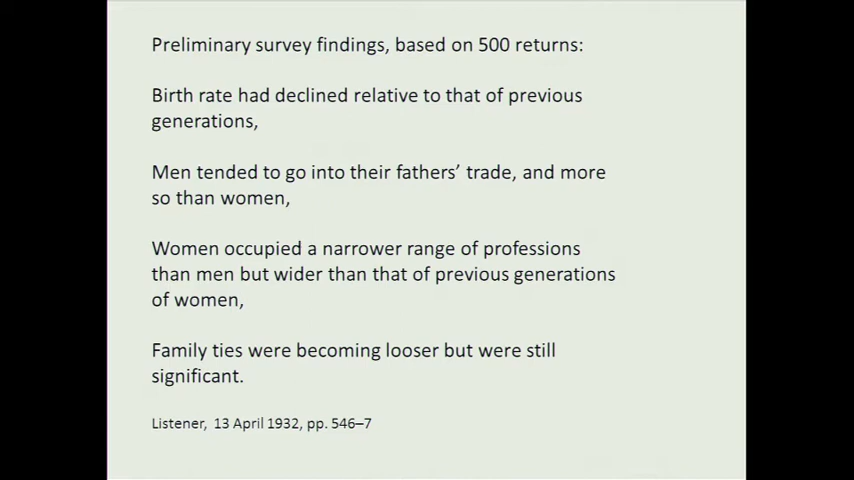 Preliminary survey findings, based on 500 returns:
Birth rate had declined relative to that of previous
generations,
Men tended to go into their fathers’ trade, and more
so than women,
Women occupied a narrower range of professions
than men but wider than that of previous generations
of women,
Family ties were becoming looser but were still
significant.
Listener, 13 April 1932, pp. 546–7